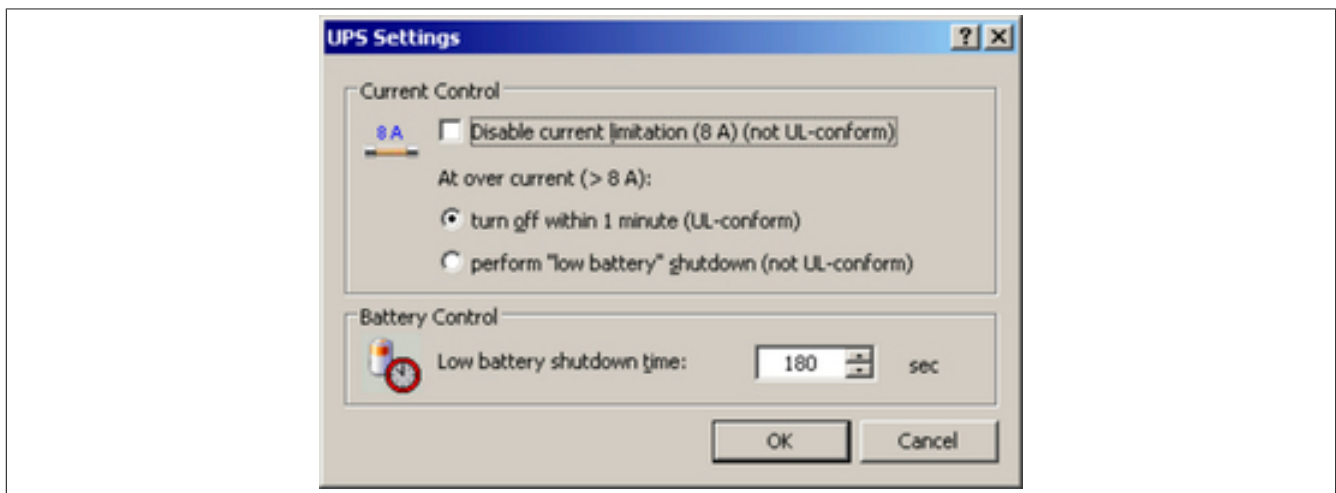 UPS Settings
Current Control
8 A
Disable current limitation (8 A) (not UL-conform)
At over current (> 8 A):
turn off within 1 minute (UL-conform)
perform "low battery" shutdown (not UL-conform)
Battery Control
Low battery shutdown time: 180 sec
OK Cancel